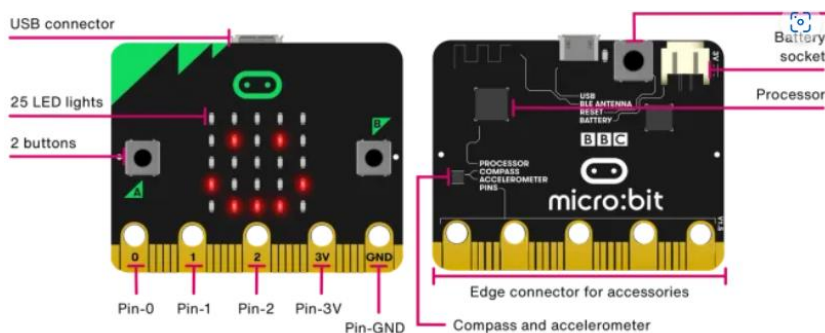 USB connector
25 LED lights
2 buttons
A
B
0
1
2
3V
GND
Pin-0
Pin-1
Pin-2
Pin-3V
Pin-GND
Battery
socket
Processor
3V
USB
BLE ANTENNA
RESET
BATTERY
BBC
PROCESSOR
COMPASS
ACCELEROMETER
PINS
micro:bit
Edge connector for accessories
Compass and accelerometer